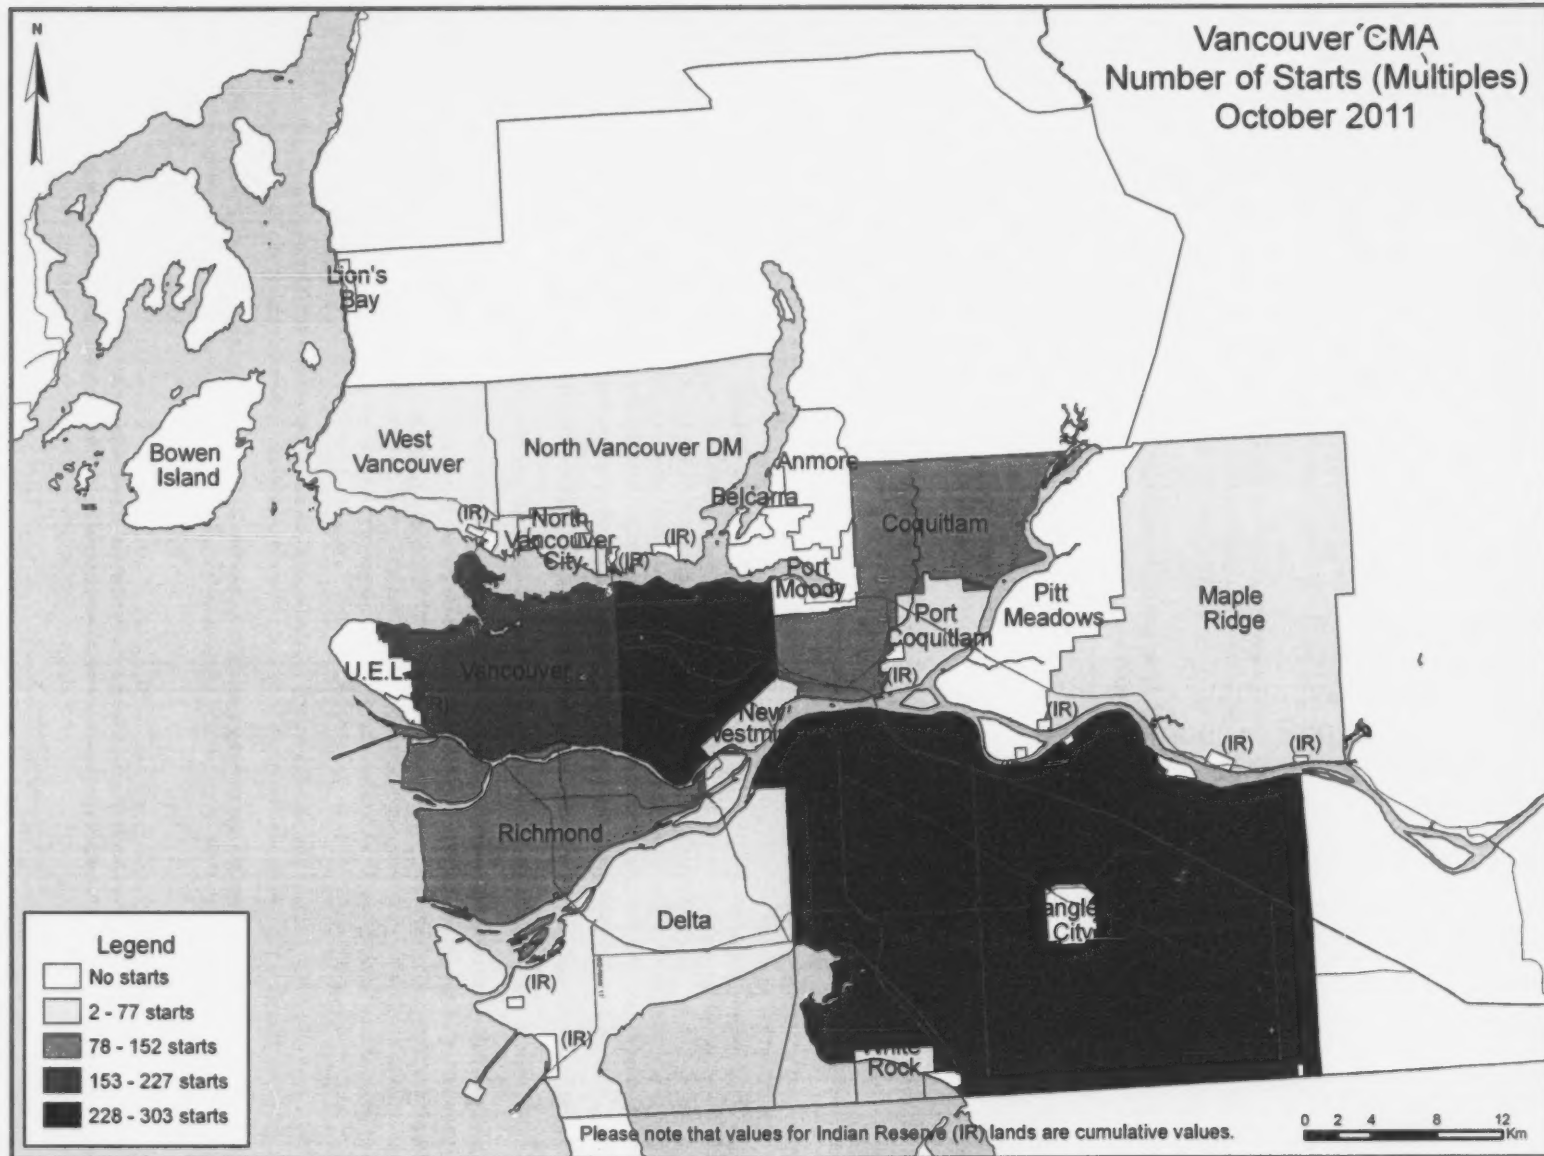 N
Vancouver CMA
Number of Starts (Multiples)
October 2011
Lion's
Bay
Bowen
Island
West
Vancouver
North Vancouver DM
Anmore
Belcarra
(IR)
North
Vancouver
City
(IR)
(IR)
Coquitlam
Port
Moody
Port
Coquitlam
Pitt
Meadows
Maple
Ridge
U.E.L.
Vancouver
(IR)
(IR)
(IR)
(IR)
New
Westmin
Richmond
Delta
angle
City
(IR)
(IR)
White
Rock
Legend
No starts
2 - 77 starts
78 - 152 starts
153 - 227 starts
228 - 303 starts
Please note that values for Indian Reserve (IR) lands are cumulative values.
0 2 4 8 12
Km